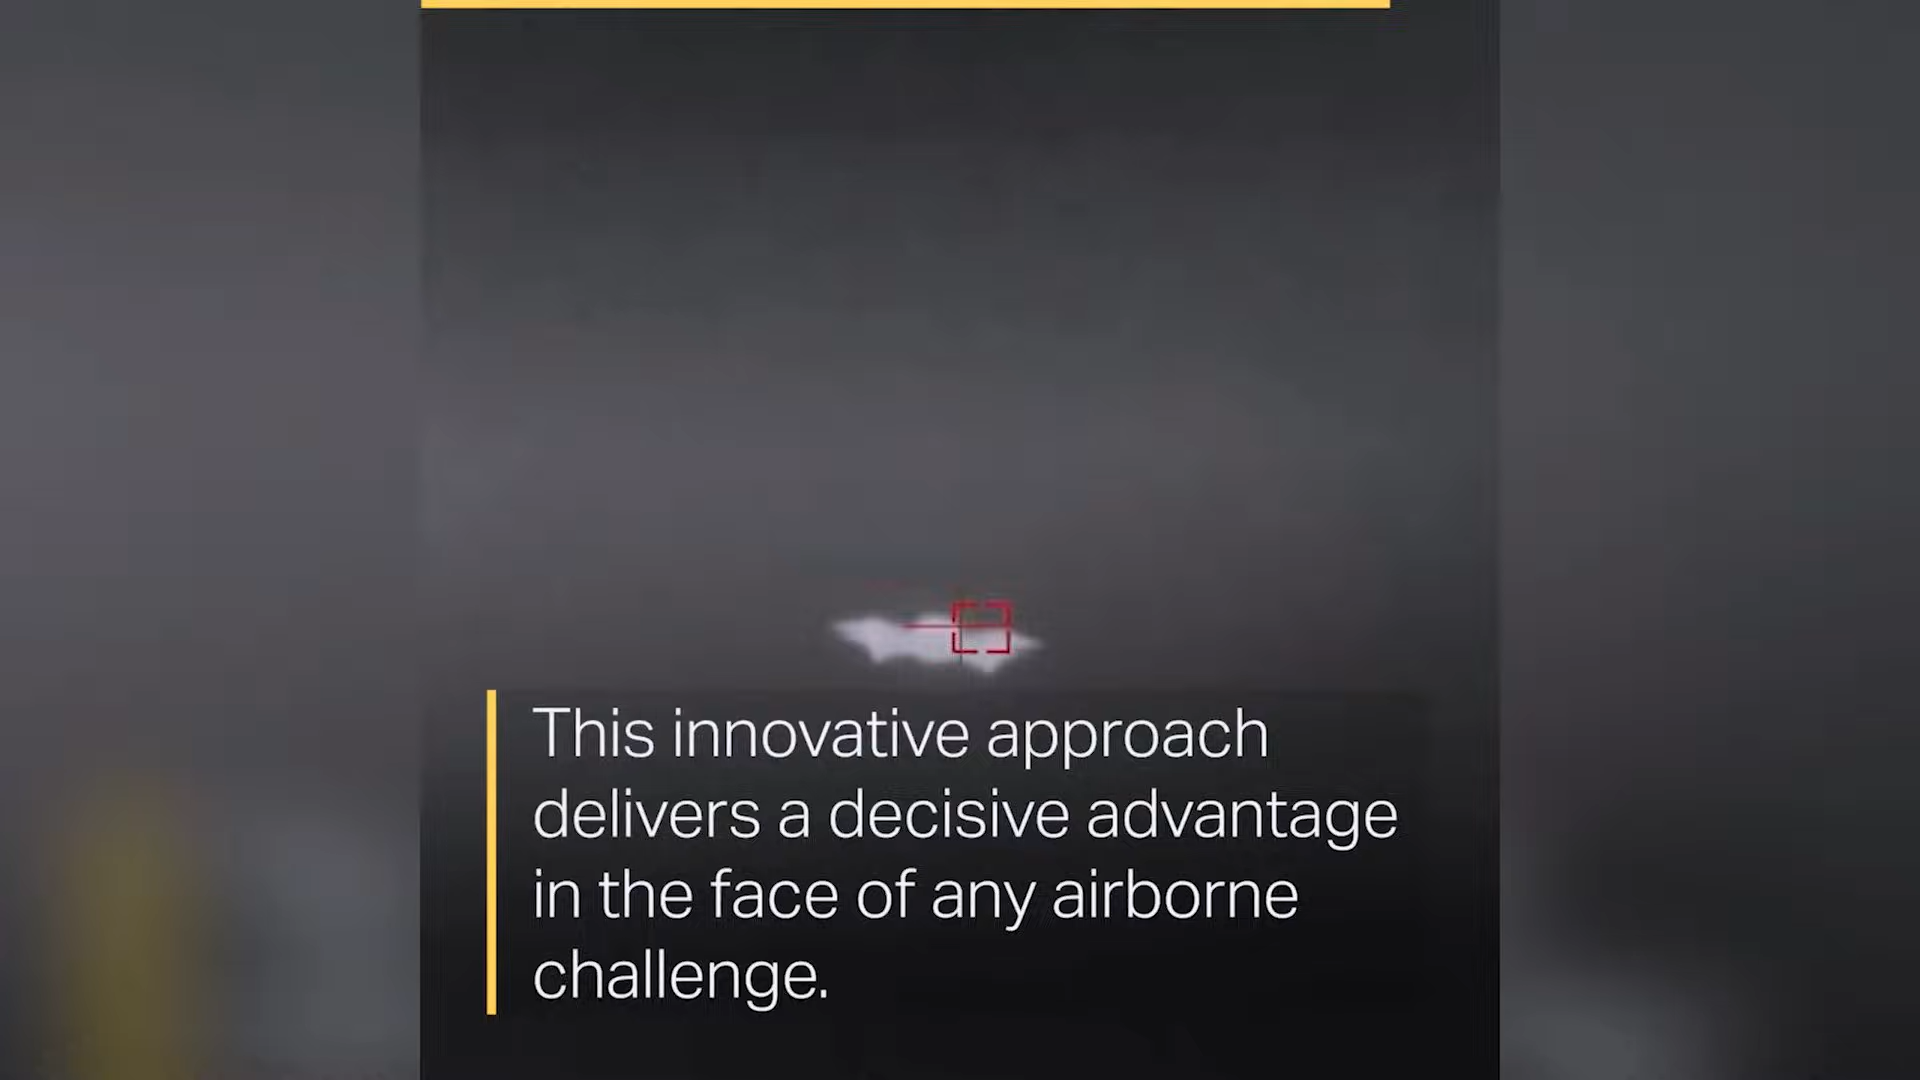 This innovative approach
delivers a decisive advantage
in the face of any airborne
challenge.